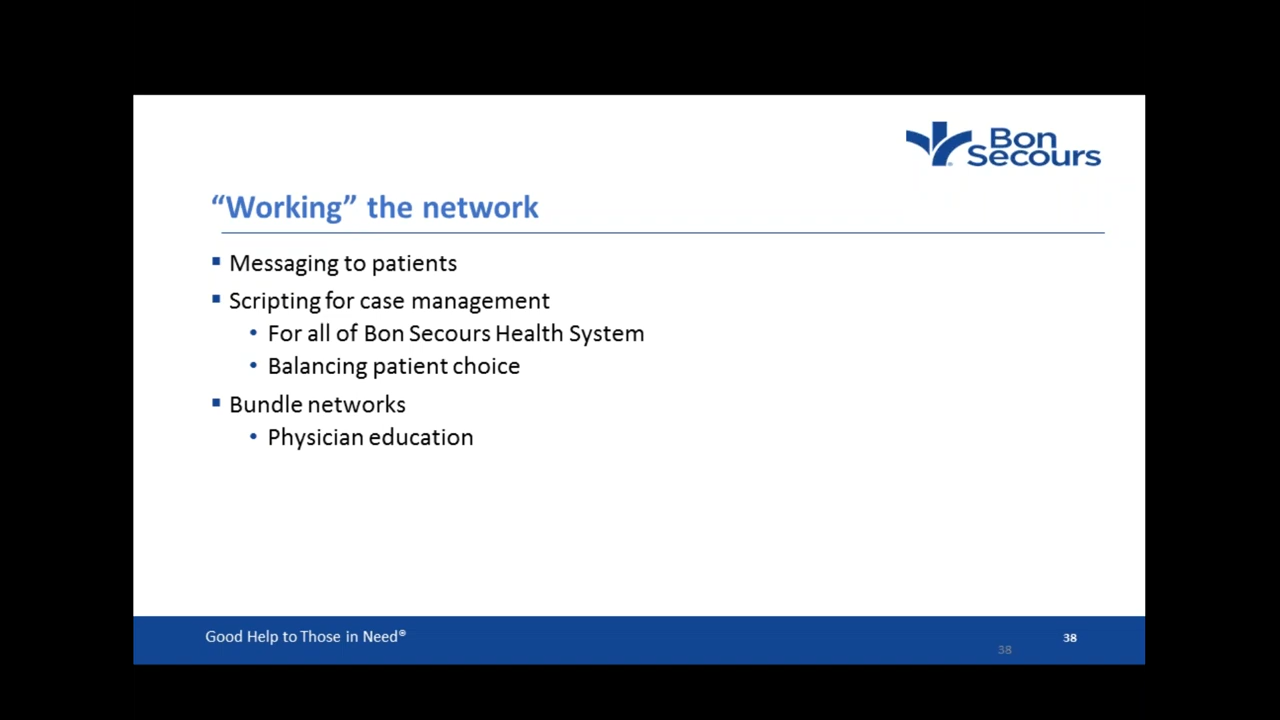 Bon
Secours
“Working” the network
▪ Messaging to patients
▪ Scripting for case management
• For all of Bon Secours Health System
• Balancing patient choice
▪ Bundle networks
• Physician education
Good Help to Those in Need®
38
38